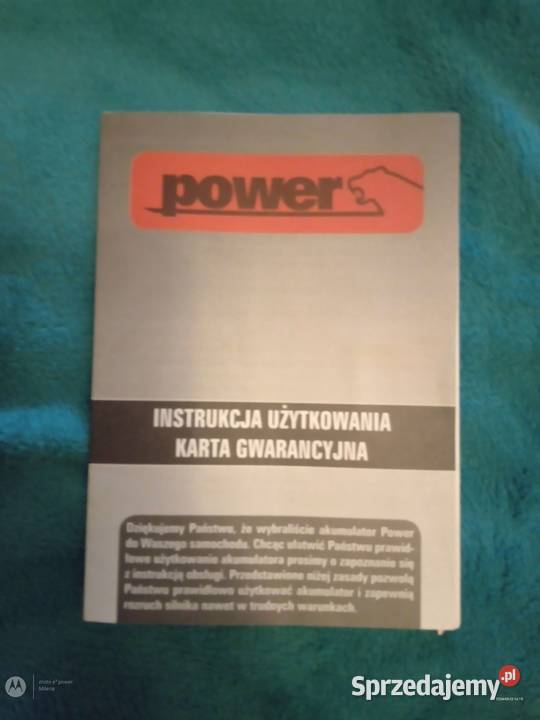 power
INSTRUKCJA UŻYTKOWANIA
KARTA GWARANCYJNA
Dziękujemy Państwu, że wybraliście akumulator Power
do Waszego samochodu. Chcąc ułatwić Państwu prawid-
łowe użytkowanie akumulatora prosimy o zapoznanie się
z instrukcją obsługi. Przedstawione niżej zasady pozwolą
Państwu prawidłowo użytkować akumulator i zapewnią
rozruch silnika nawet w trudnych warunkach.
moto e⁵ power
Sprzedajemy.pl